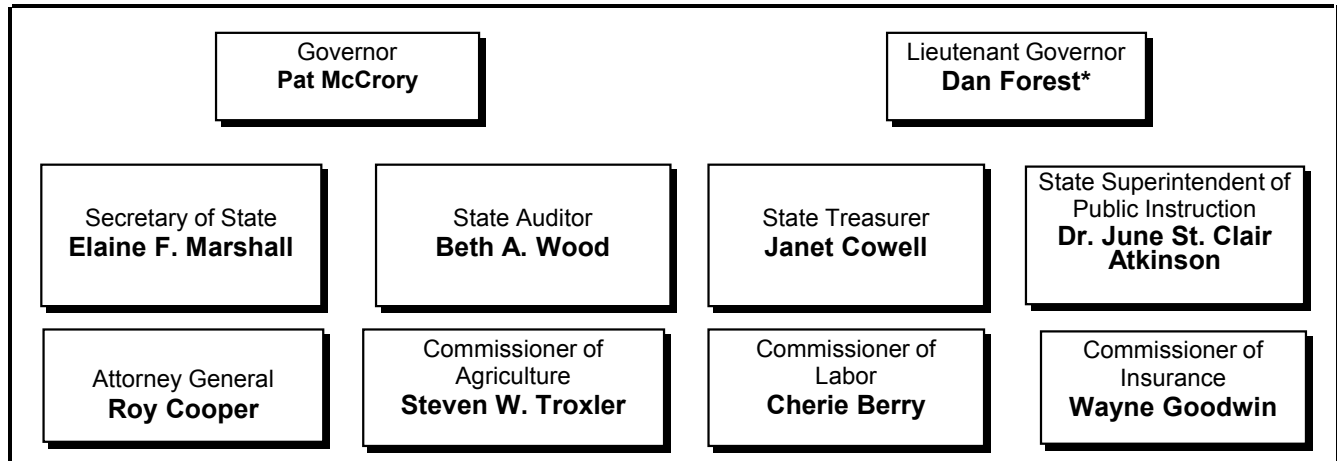 Governor
Pat McCrory
Lieutenant Governor
Dan Forest*
Secretary of State
Elaine F. Marshall
State Auditor
Beth A. Wood
State Treasurer
Janet Cowell
State Superintendent of
Public Instruction
Dr. June St. Clair
Atkinson
Attorney General
Roy Cooper
Commissioner of
Agriculture
Steven W. Troxler
Commissioner of
Labor
Cherie Berry
Commissioner of
Insurance
Wayne Goodwin